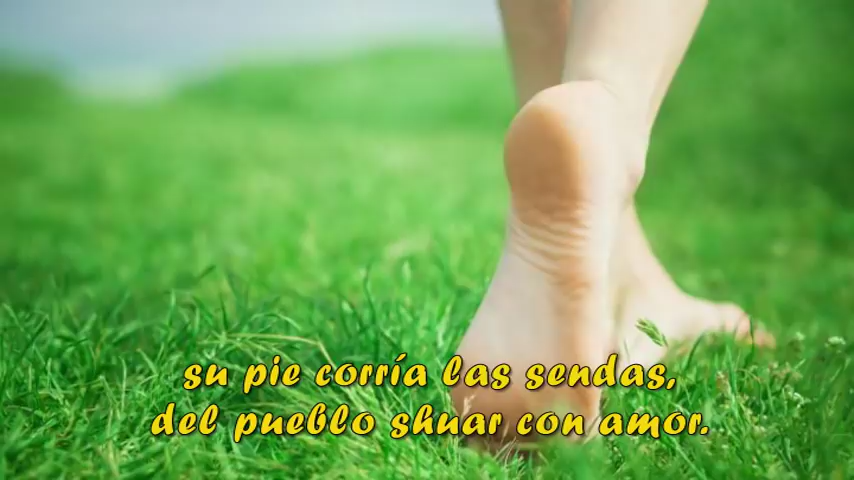 su pie corría las sendas,
del pueblo shuar con amor.